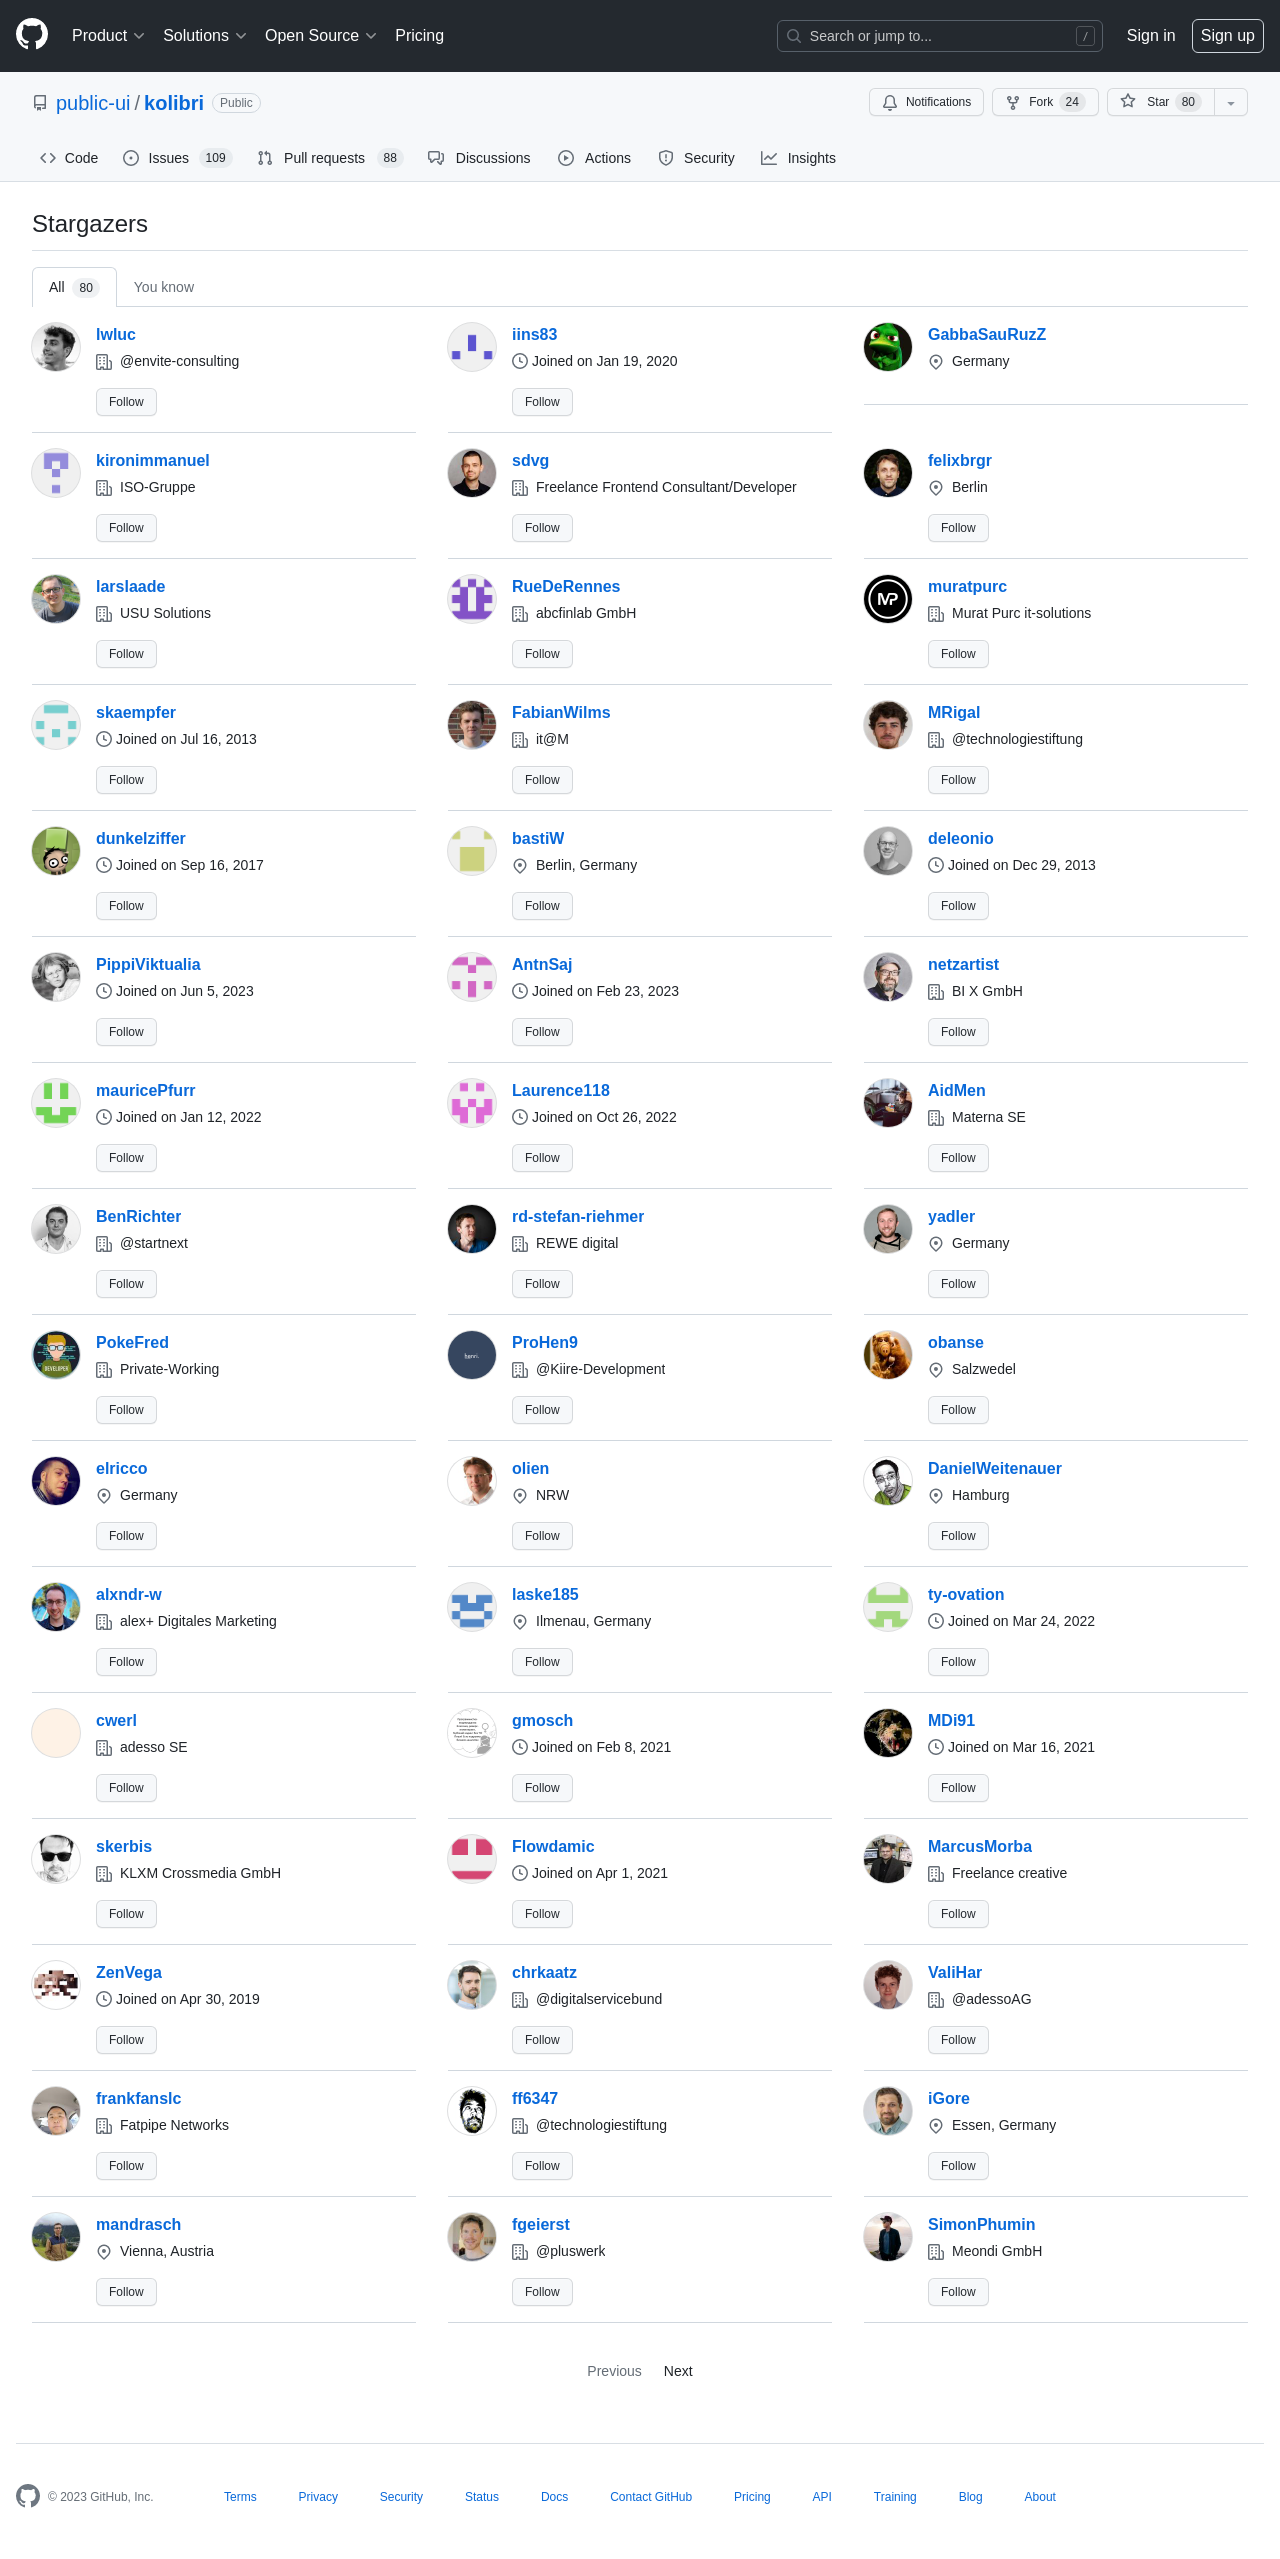 Product Solutions Open Source Pricing Search or jump to... / Sign in Sign up
public-ui / kolibri Public Notifications Fork 24 Star 80
Code Issues 109 Pull requests 88 Discussions Actions Security Insights
Stargazers
All 80 You know
lwluc iins83 GabbaSauRuzZ
@envite-consulting Joined on Jan 19, 2020 Germany
Follow Follow
kironimmanuel sdvg felixbrgr
ISO-Gruppe Freelance Frontend Consultant/Developer Berlin
Follow Follow Follow
larslaade RueDeRennes muratpurc
USU Solutions abcfinlab GmbH Murat Purc it-solutions
Follow Follow Follow
skaempfer FabianWilms MRigal
Joined on Jul 16, 2013 it@M @technologiestiftung
Follow Follow Follow
dunkelziffer bastiW deleonio
Joined on Sep 16, 2017 Berlin, Germany Joined on Dec 29, 2013
Follow Follow Follow
PippiViktualia AntnSaj netzartist
Joined on Jun 5, 2023 Joined on Feb 23, 2023 BI X GmbH
Follow Follow Follow
mauricePfurr Laurence118 AidMen
Joined on Jan 12, 2022 Joined on Oct 26, 2022 Materna SE
Follow Follow Follow
BenRichter rd-stefan-riehmer yadler
@startnext REWE digital Germany
Follow Follow Follow
PokeFred ProHen9 obanse
Private-Working @Kiire-Development Salzwedel
Follow Follow Follow
elricco olien DanielWeitenauer
Germany NRW Hamburg
Follow Follow Follow
alxndr-w laske185 ty-ovation
alex+ Digitales Marketing Ilmenau, Germany Joined on Mar 24, 2022
Follow Follow Follow
cwerl gmosch MDi91
adesso SE Joined on Feb 8, 2021 Joined on Mar 16, 2021
Follow Follow Follow
skerbis Flowdamic MarcusMorba
KLXM Crossmedia GmbH Joined on Apr 1, 2021 Freelance creative
Follow Follow Follow
ZenVega chrkaatz ValiHar
Joined on Apr 30, 2019 @digitalservicebund @adessoAG
Follow Follow Follow
frankfanslc ff6347 iGore
Fatpipe Networks @technologiestiftung Essen, Germany
Follow Follow Follow
mandrasch fgeierst SimonPhumin
Vienna, Austria @pluswerk Meondi GmbH
Follow Follow Follow
Previous Next
© 2023 GitHub, Inc. Terms Privacy Security Status Docs Contact GitHub Pricing API Training Blog About